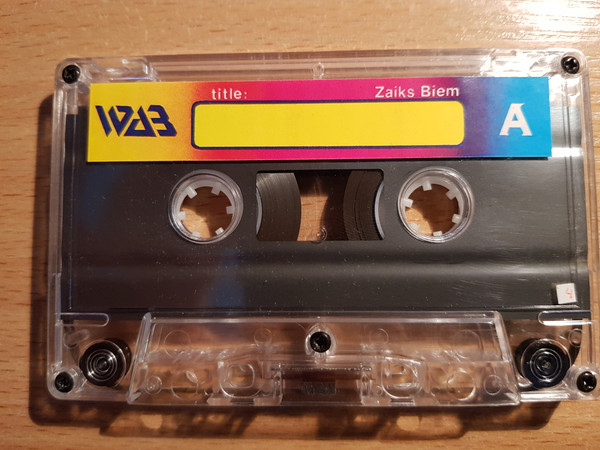 WAB
title:
Zaiks Biem
A